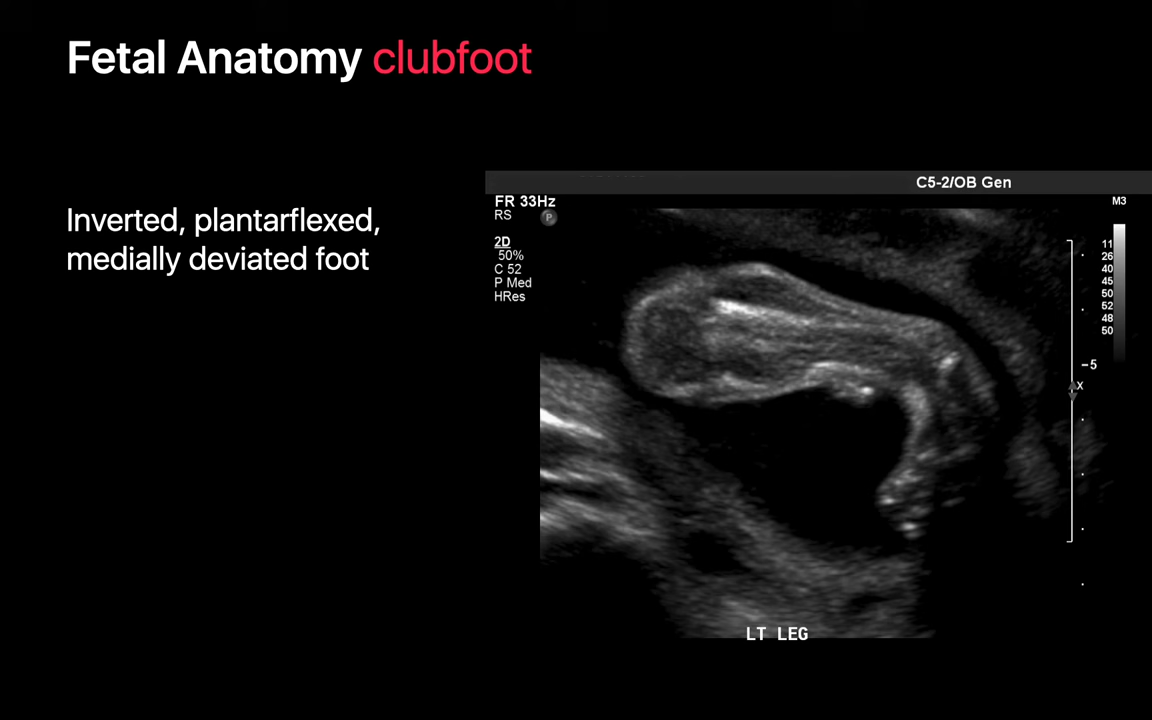 Fetal Anatomy clubfoot
Inverted, plantarflexed,
medially deviated foot
C5-2/OB Gen
FR 33Hz
RS
P
M3
2D
50%
C 52
P Med
HRes
11
26
40
45
50
52
48
50
-5
x
LT LEG